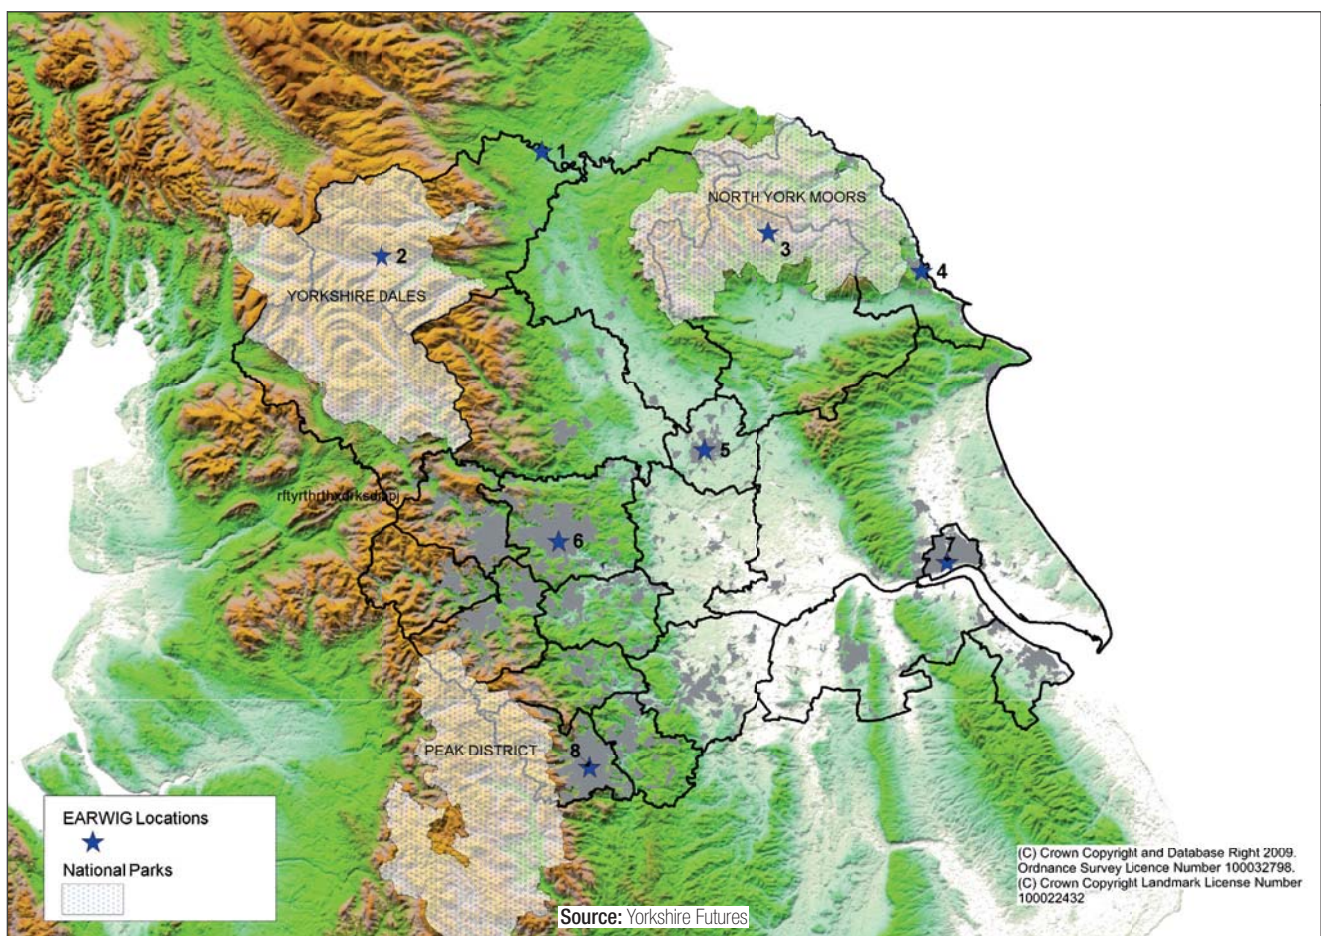 1
NORTH YORK MOORS
2
3
4
YORKSHIRE DALES
5
6
7
PEAK DISTRICT
8
EARWIG Locations
National Parks
(C) Crown Copyright and Database Right 2009.
Ordnance Survey Licence Number 100032798.
(C) Crown Copyright Landmark License Number
100022432
Source: Yorkshire Futures